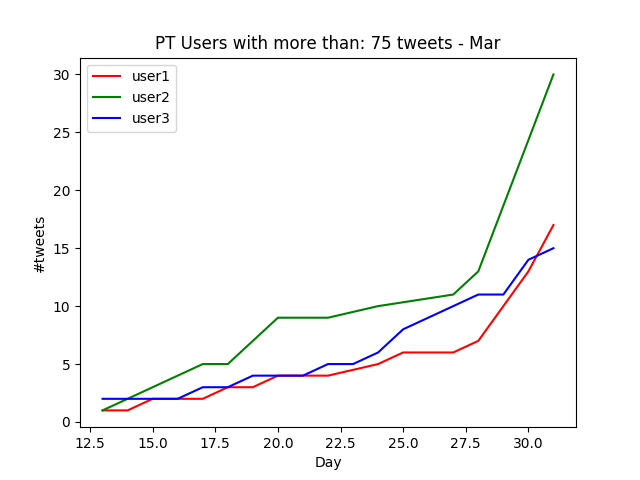 PT Users with more than: 75 tweets - Mar
user1
user2
user3
#tweets
30
25
20
15
10
5
0
12.5 15.0 17.5 20.0 22.5 25.0 27.5 30.0
Day